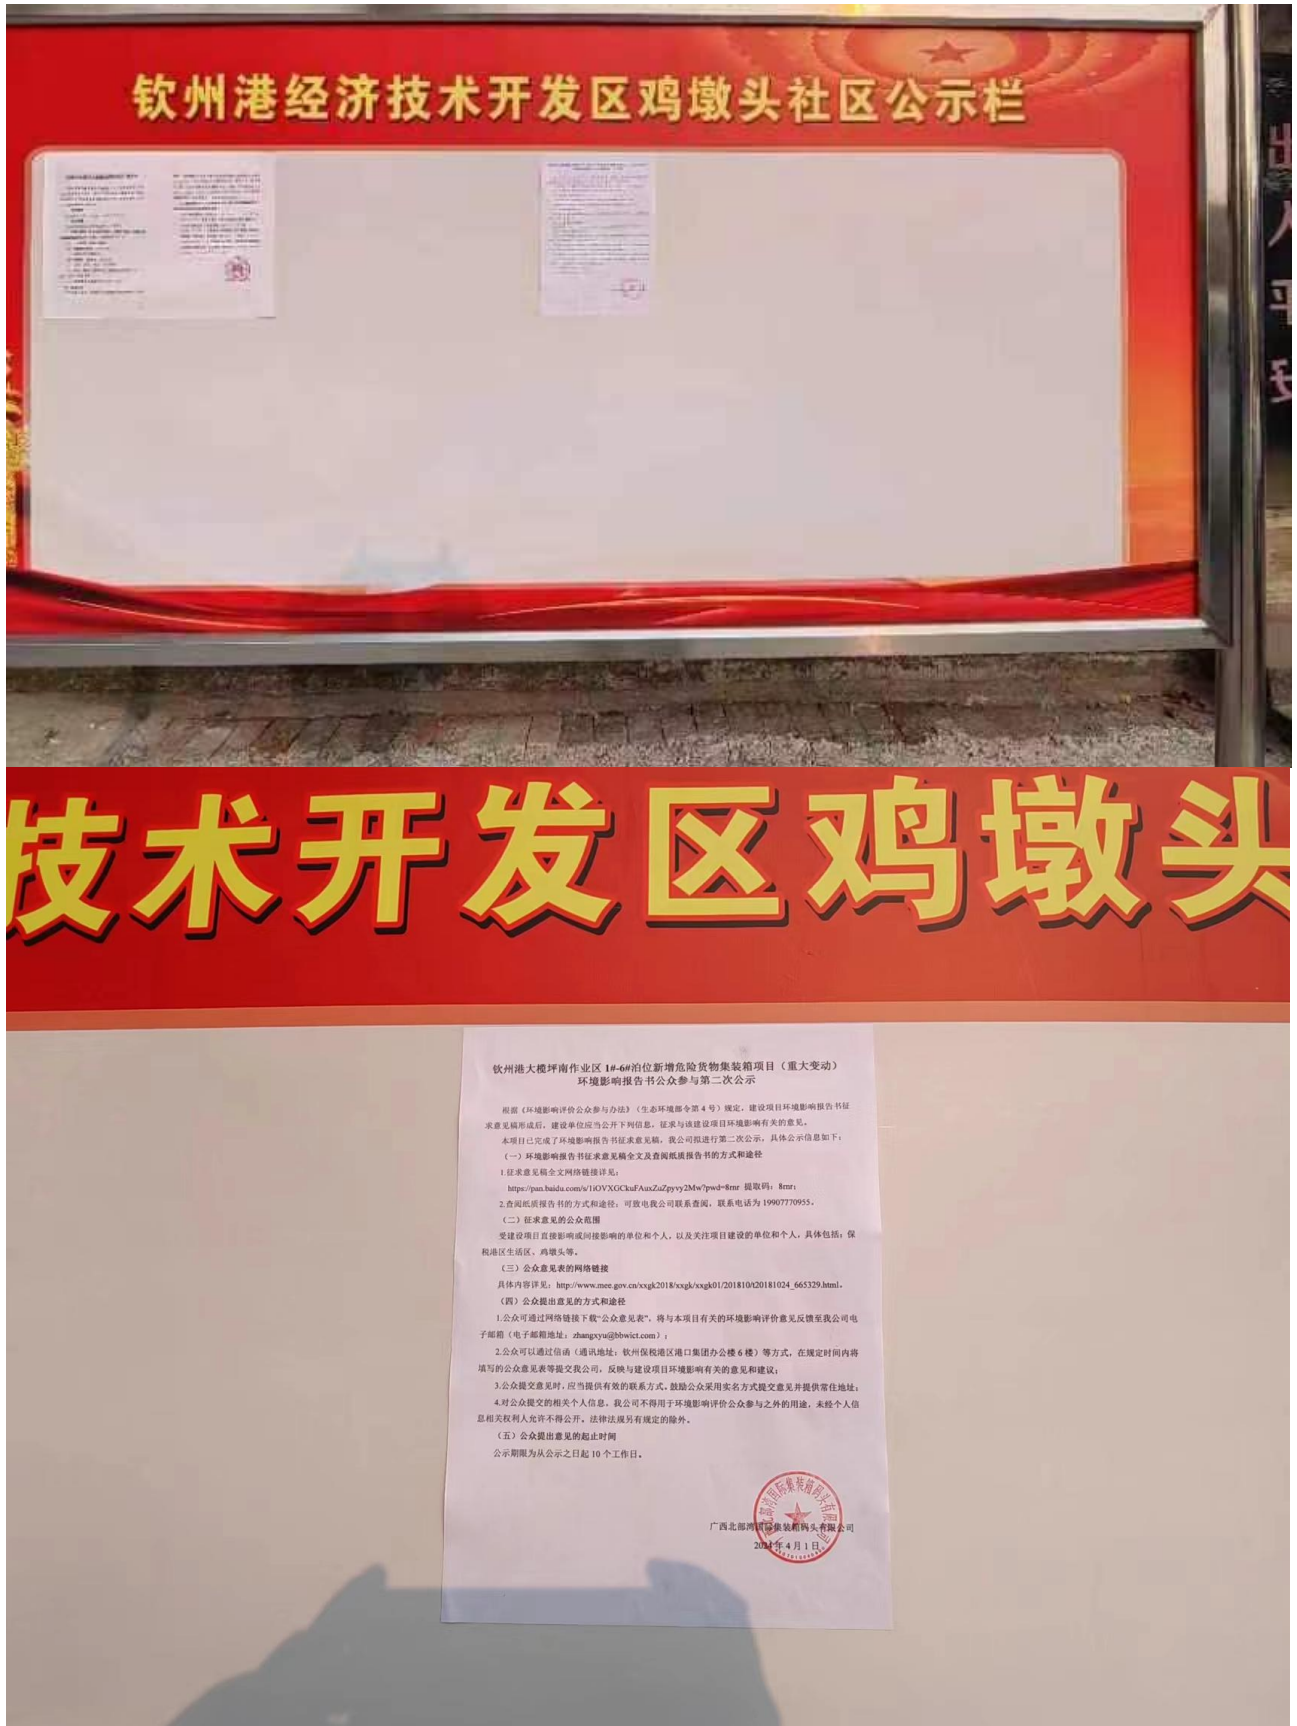 钦州港经济技术开发区鸡墩头社区公示栏
技术开发区鸡墩头
钦州港大榄坪南作业区1#-6#泊位新增危险货物集装箱项目（重大变动）
环境影响报告书公众参与第二次公示
根据《环境影响评价公众参与办法》（生态环境部令第4号）规定，建设项目环境影响报告书征
求意见稿形成后，建设单位应当公开下列信息，征求与该建设项目环境影响有关的意见。
本项目已完成了环境影响报告书征求意见稿，我公司拟进行第二次公示，具体公示信息如下：
（一）环境影响报告书征求意见稿全文及查阅纸质报告书的方式和途径
1.征求意见稿全文网络链接详见：
https://pan.baidu.com/s/1iOVXGCkuFAuxZuZpyvy2Mw?pwd=8rnr 提取码：8rnr；
2.查阅纸质报告书的方式和途径：可致电我公司联系查阅，联系电话为19907770955。
（二）征求意见的公众范围
受建设项目直接影响或间接影响的单位和个人，以及关注项目建设的单位和个人，具体包括：保
税港区生活区、鸡墩头等。
（三）公众意见表的网络链接
具体内容详见：http://www.mee.gov.cn/xxgk2018/xxgk/xxgk01/201810/t20181024_665329.html。
（四）公众提出意见的方式和途径
1.公众可通过网络链接下载“公众意见表”，将与本项目有关的环境影响评价意见反馈至我公司电
子邮箱（电子邮箱地址：zhangxyu@bbwict.com）；
2.公众可以通过信函（通讯地址：钦州保税港区港口集团办公楼6楼）等方式，在规定时间内将
填写的公众意见表等提交我公司，反映与建设项目环境影响有关的意见和建议；
3.公众提交意见时，应当提供有效的联系方式。鼓励公众采用实名方式提交意见并提供常住地址；
4.对公众提交的相关个人信息，我公司不得用于环境影响评价公众参与之外的用途，未经个人信
息相关权利人允许不得公开。法律法规另有规定的除外。
（五）公众提出意见的起止时间
公示期限为从公示之日起10个工作日。
广西北部湾国际集装箱码头有限公司
2024年4月1日